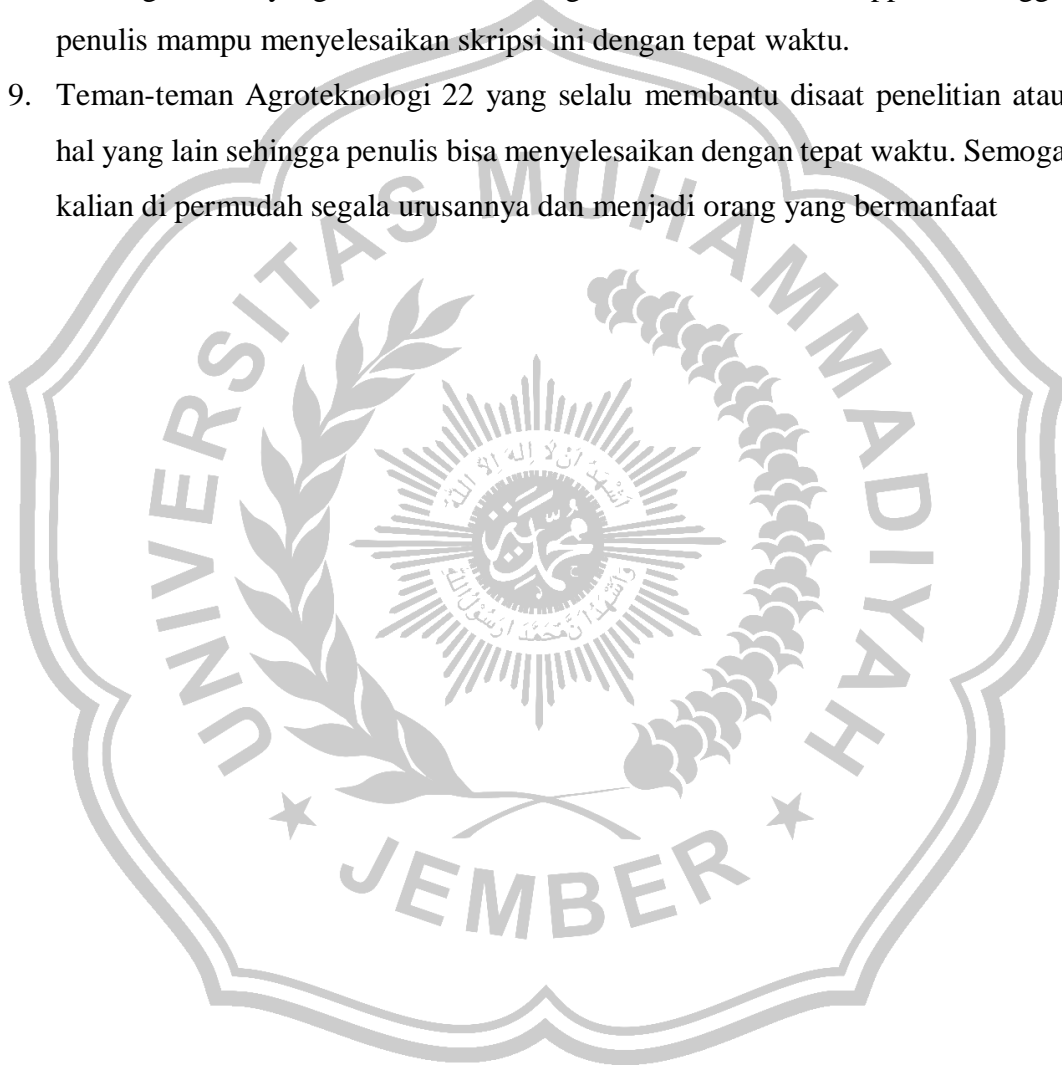 penulis mampu menyelesaikan skripsi ini dengan tepat waktu.
9. Teman-teman Agroteknologi 22 yang selalu membantu disaat penelitian atau
hal yang lain sehingga penulis bisa menyelesaikan dengan tepat waktu. Semoga
kalian di permudah segala urusannya dan menjadi orang yang bermanfaat
UNIVERSITAS MUHAMMADIYAH
JEMBER